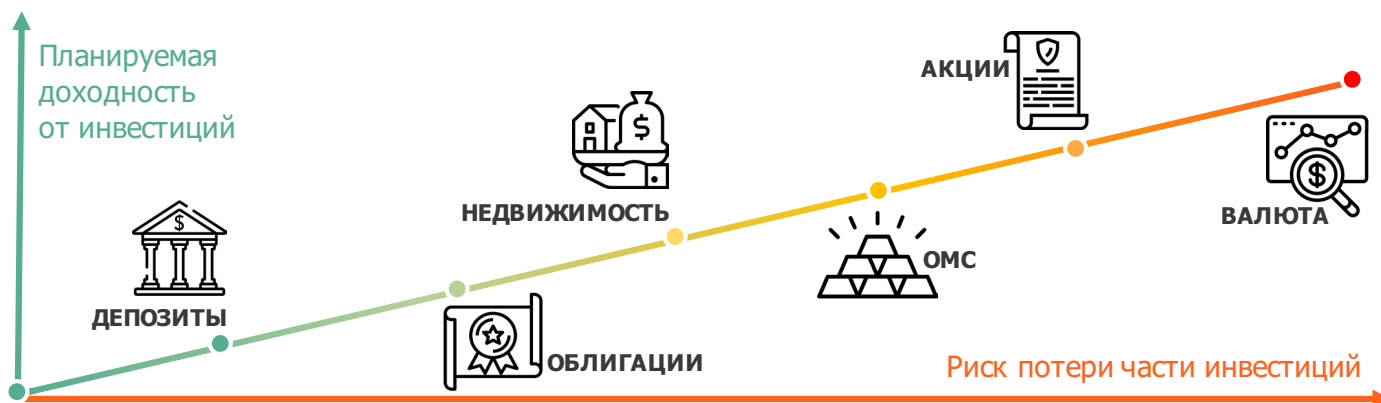 Планируемая
доходность
от инвестиций
АКЦИИ
НЕДВИЖИМОСТЬ
ВАЛЮТА
ОМС
ДЕПОЗИТЫ
ОБЛИГАЦИИ
Риск потери части инвестиций
$
$
$